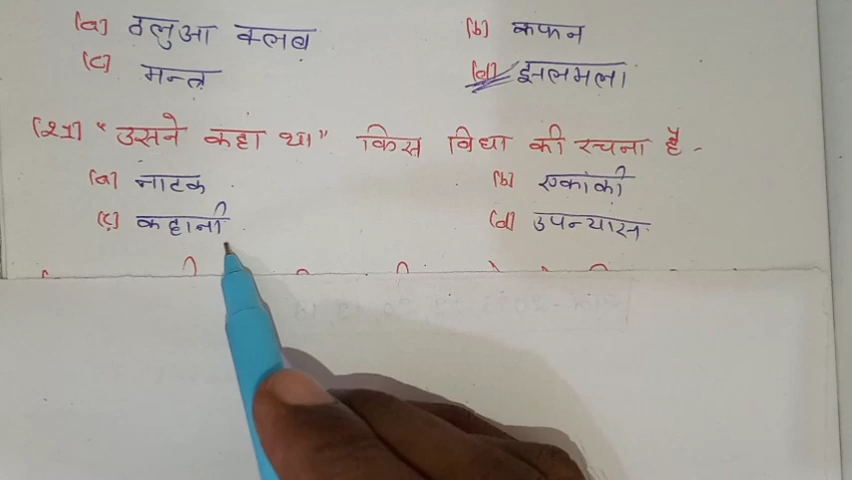 (a) ठलुआ क्लब (b) कफन
(c) मन्त्र (d) झलमला
(21) "उसने कहा था" किस विधा की रचना है -
(a) नाटक (b) एकांकी
(c) कहानी (d) उपन्यास